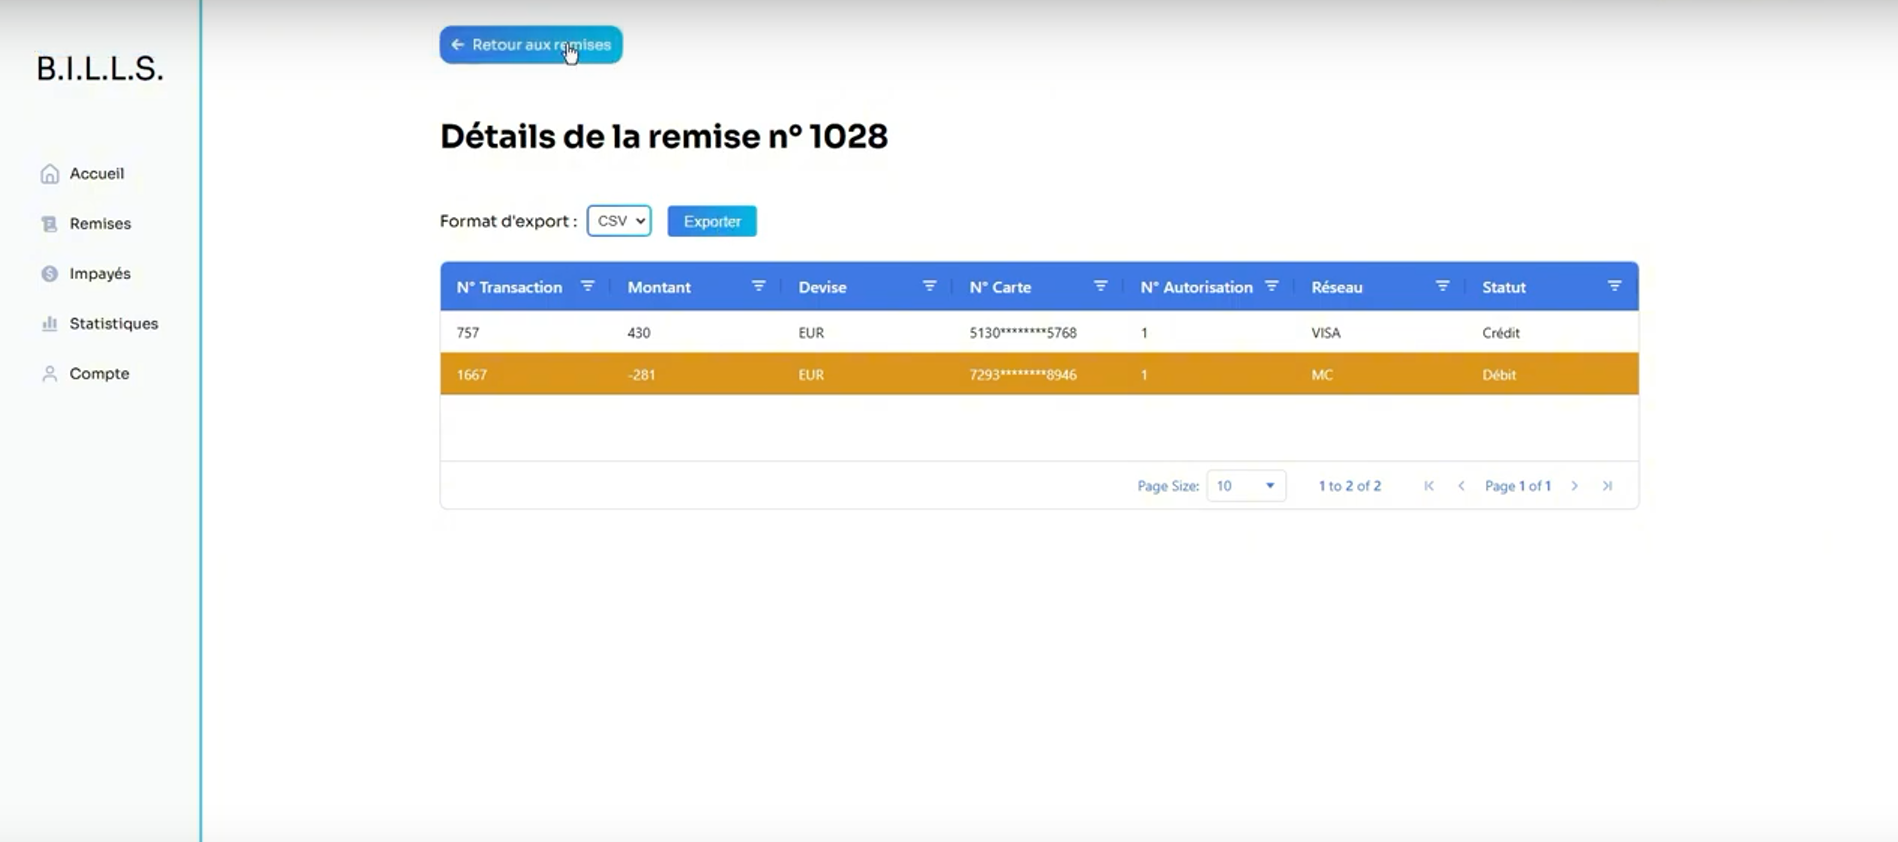 B.I.L.L.S.
Accueil
Remises
Impayés
Statistiques
Compte
← Retour aux remises
Détails de la remise n° 1028
Format d'export : CSV Exporter
N° Transaction Montant Devise N° Carte N° Autorisation Réseau Statut
757 430 EUR 5130********5768 1 VISA Crédit
1667 -281 EUR 7293********8946 1 MC Débit
Page Size: 10 1 to 2 of 2 Page 1 of 1